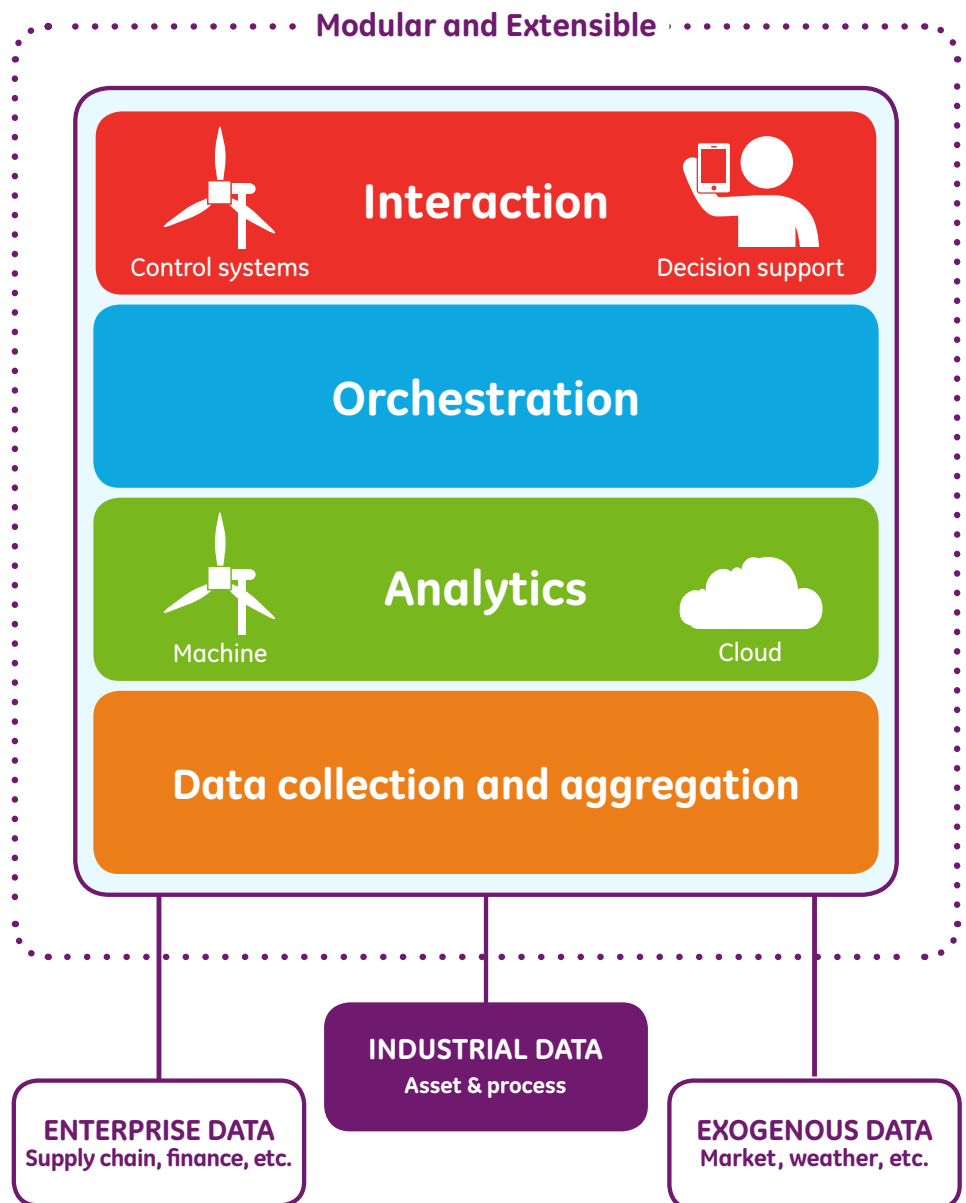 Modular and Extensible
Interaction
Control systems
Decision support
Orchestration
Analytics
Machine
Cloud
Data collection and aggregation
INDUSTRIAL DATA
Asset & process
ENTERPRISE DATA
Supply chain, finance, etc.
EXOGENOUS DATA
Market, weather, etc.